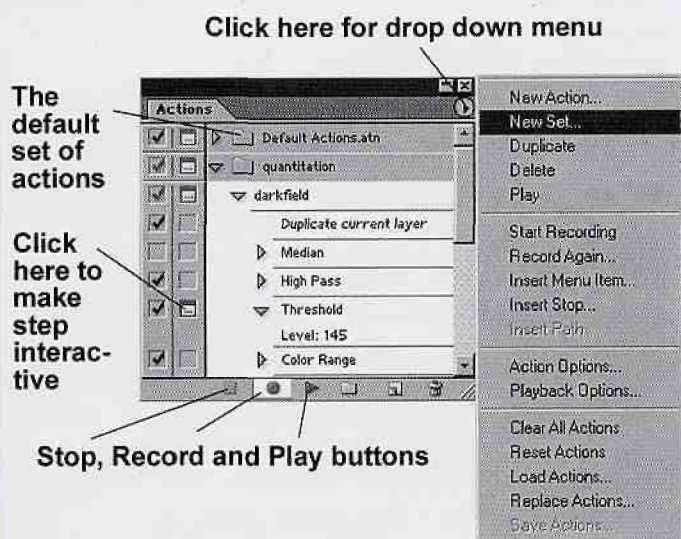 Click here for drop down menu
The
default
set of
actions
Click
here to
make
step
interac-
tive
Actions
Default Actions.atn
quantitation
darkfield
Duplicate current layer
Median
High Pass
Threshold
Level: 145
Color Range
Stop, Record and Play buttons
New Action...
New Set...
Duplicate
Delete
Play
Start Recording
Record Again...
Insert Menu Item...
Insert Stop...
Insert Path
Action Options...
Playback Options...
Clear All Actions
Reset Actions
Load Actions...
Replace Actions...
Save Actions...